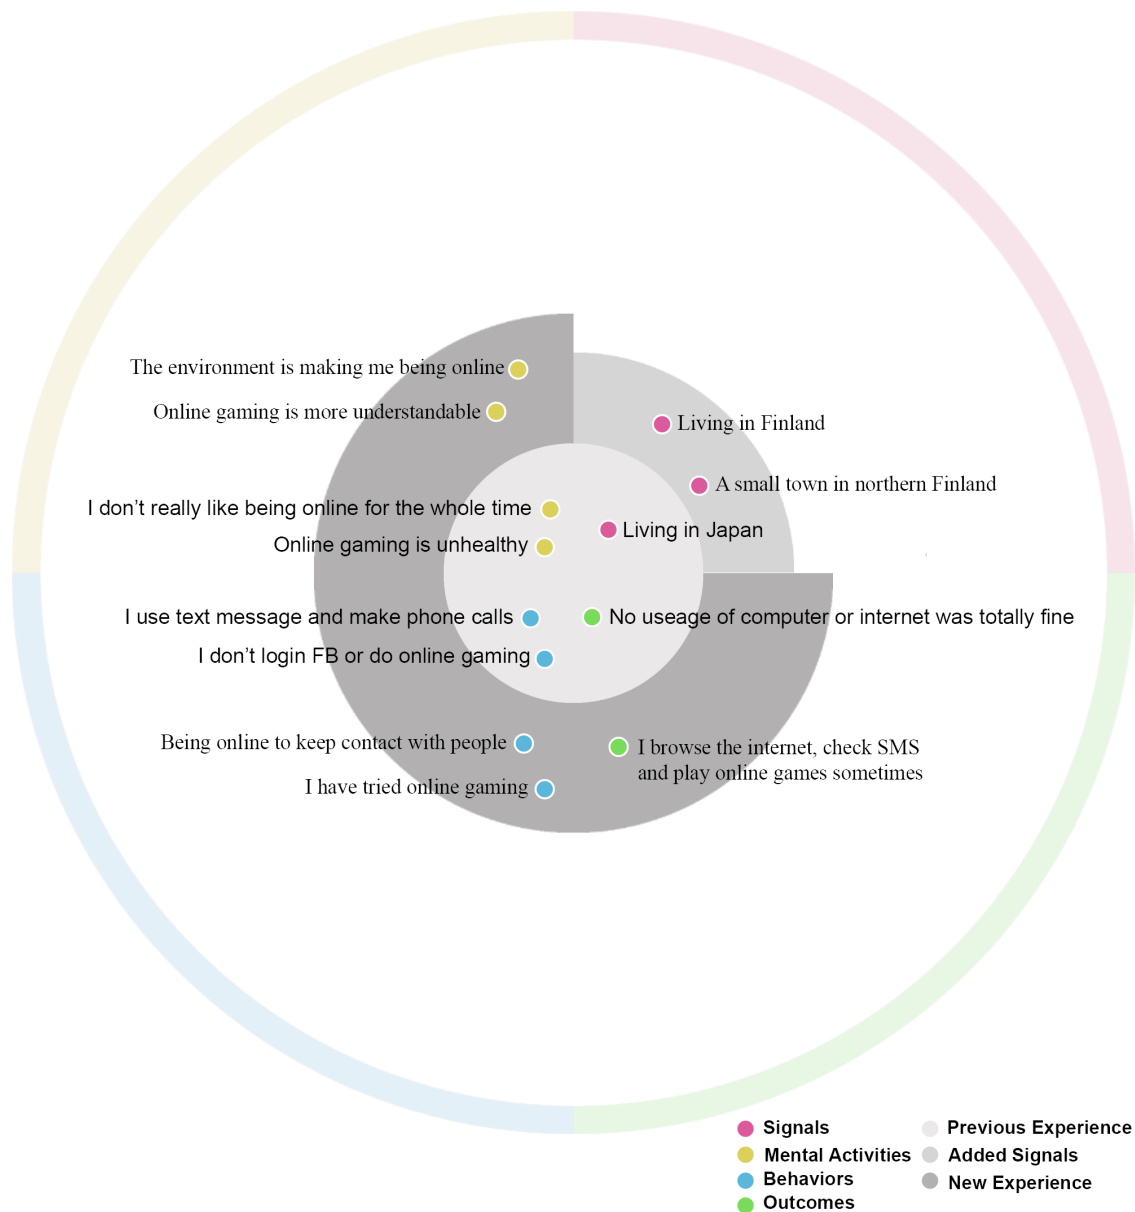 The environment is making me being online
Online gaming is more understandable
Living in Finland
A small town in northern Finland
I don’t really like being online for the whole time
Living in Japan
Online gaming is unhealthy
I use text message and make phone calls
No useage of computer or internet was totally fine
I don’t login FB or do online gaming
Being online to keep contact with people
I browse the internet, check SMS
and play online games sometimes
I have tried online gaming
Signals
Mental Activities
Behaviors
Outcomes
Previous Experience
Added Signals
New Experience